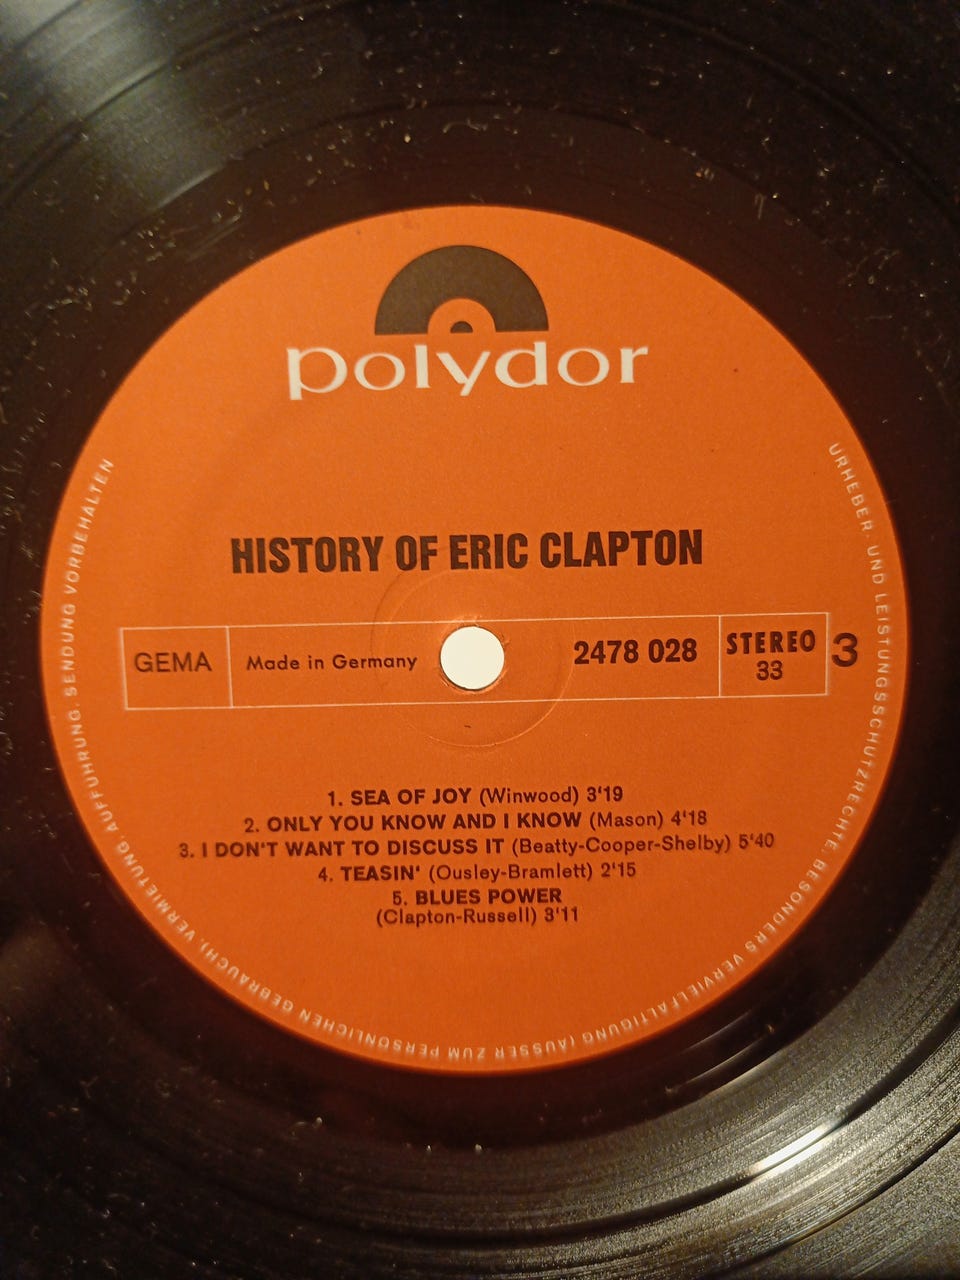 polydor
HISTORY OF ERIC CLAPTON
GEMA
Made in Germany
2478 028
STEREO
33
3
1. SEA OF JOY (Winwood) 3'19
2. ONLY YOU KNOW AND I KNOW (Mason) 4'18
3. I DON'T WANT TO DISCUSS IT (Beatty-Cooper-Shelby) 5'40
4. TEASIN' (Ousley-Bramlett) 2'15
5. BLUES POWER
(Clapton-Russell) 3'11
URHEBER. UND LEISTUNGSSCHUTZRECHTE. BESONDERS VERVIELFÄLTIGUNG (AUSSER ZUM PERSÖNLICHEN GEBRAUCH), VERMIETUNG AUFFÜHRUNG. SENDUNG VORBEHALTEN